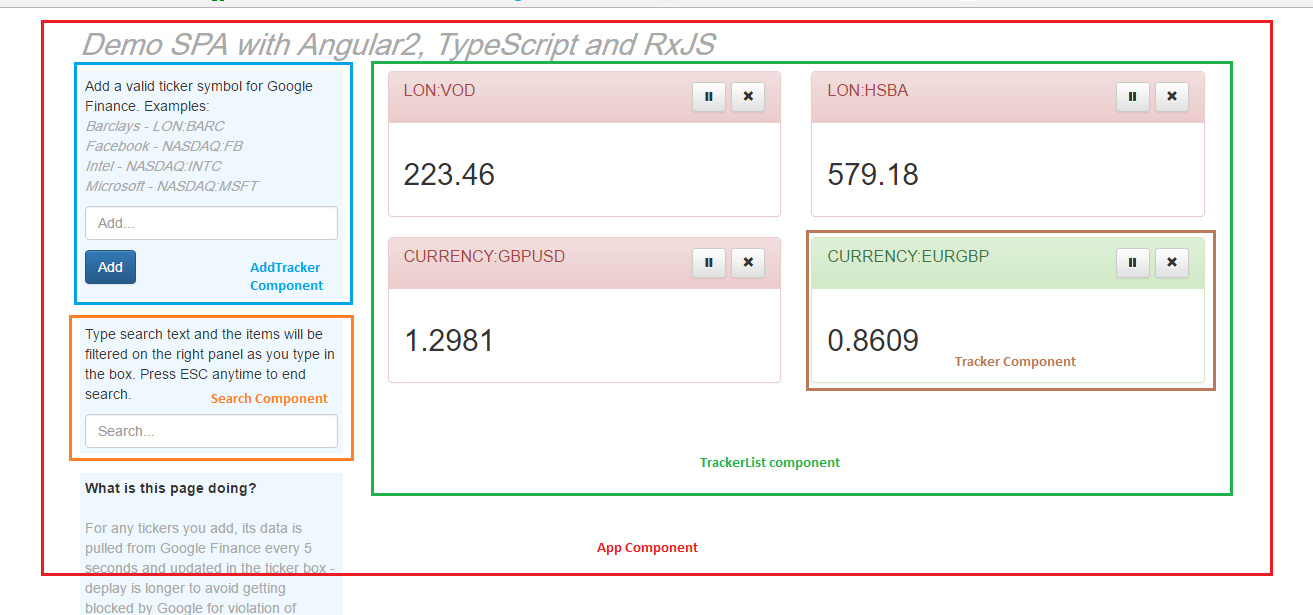 Demo SPA with Angular2, TypeScript and RxJS
Add a valid ticker symbol for Google
Finance. Examples:
Barclays - LON:BARC
Facebook - NASDAQ:FB
Intel - NASDAQ:INTC
Microsoft - NASDAQ:MSFT
Add...
Add
AddTracker
Component
Type search text and the items will be
filtered on the right panel as you type in
the box. Press ESC anytime to end
search.
Search Component
Search...
What is this page doing?
For any tickers you add, its data is
pulled from Google Finance every 5
seconds and updated in the ticker box -
deplay is longer to avoid getting
blocked by Google for violation of
LON:VOD
223.46
LON:HSBA
579.18
CURRENCY:GBPUSD
1.2981
CURRENCY:EURGBP
0.8609
Tracker Component
TrackerList component
App Component